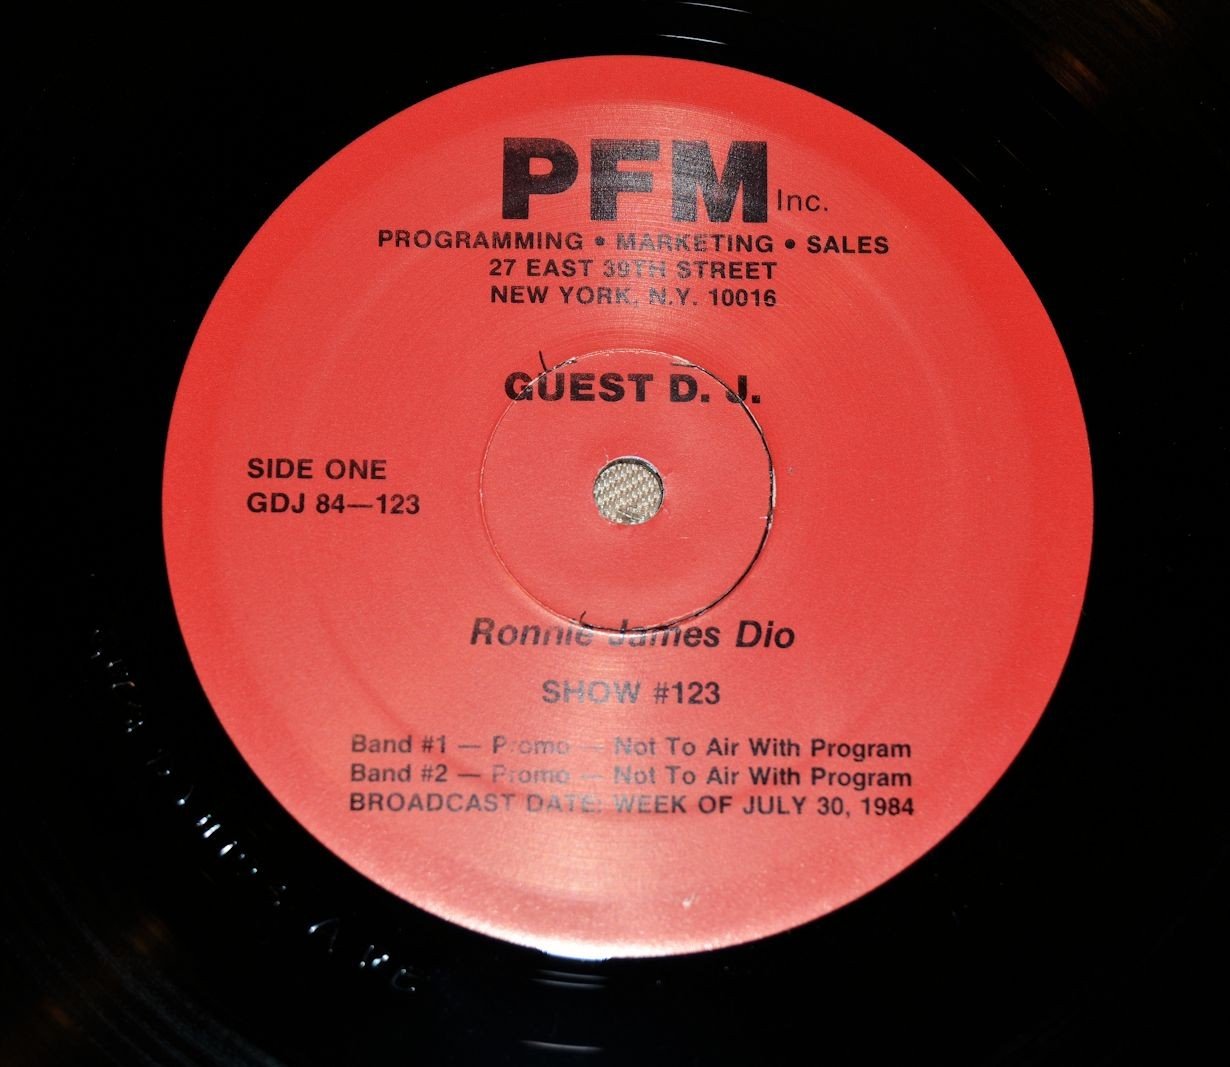 PFM Inc.
PROGRAMMING • MARKETING • SALES
27 EAST 39TH STREET
NEW YORK, N.Y. 10016
GUEST D. J.
SIDE ONE
GDJ 84—123
Ronnie James Dio
SHOW #123
Band #1 — Promo — Not To Air With Program
Band #2 — Promo — Not To Air With Program
BROADCAST DATE: WEEK OF JULY 30, 1984